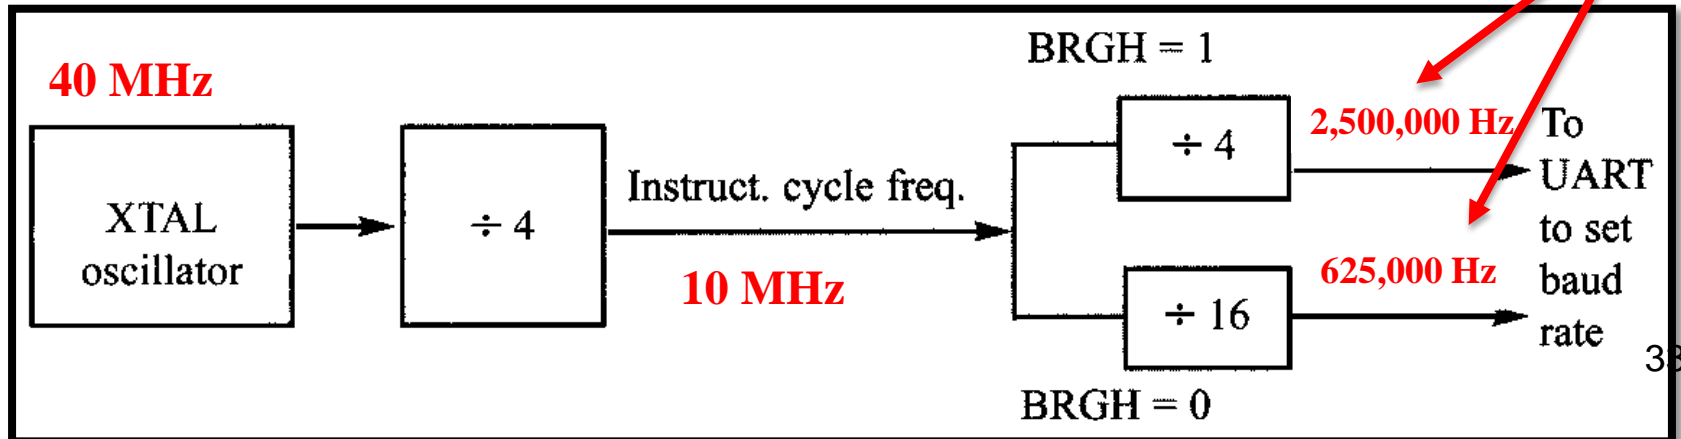 BRGH = 1
40 MHz
XTAL
oscillator
÷ 4
Instruct. cycle freq.
10 MHz
÷ 4
2,500,000 Hz
÷ 16
625,000 Hz
BRGH = 0
To
UART
to set
baud
rate
33